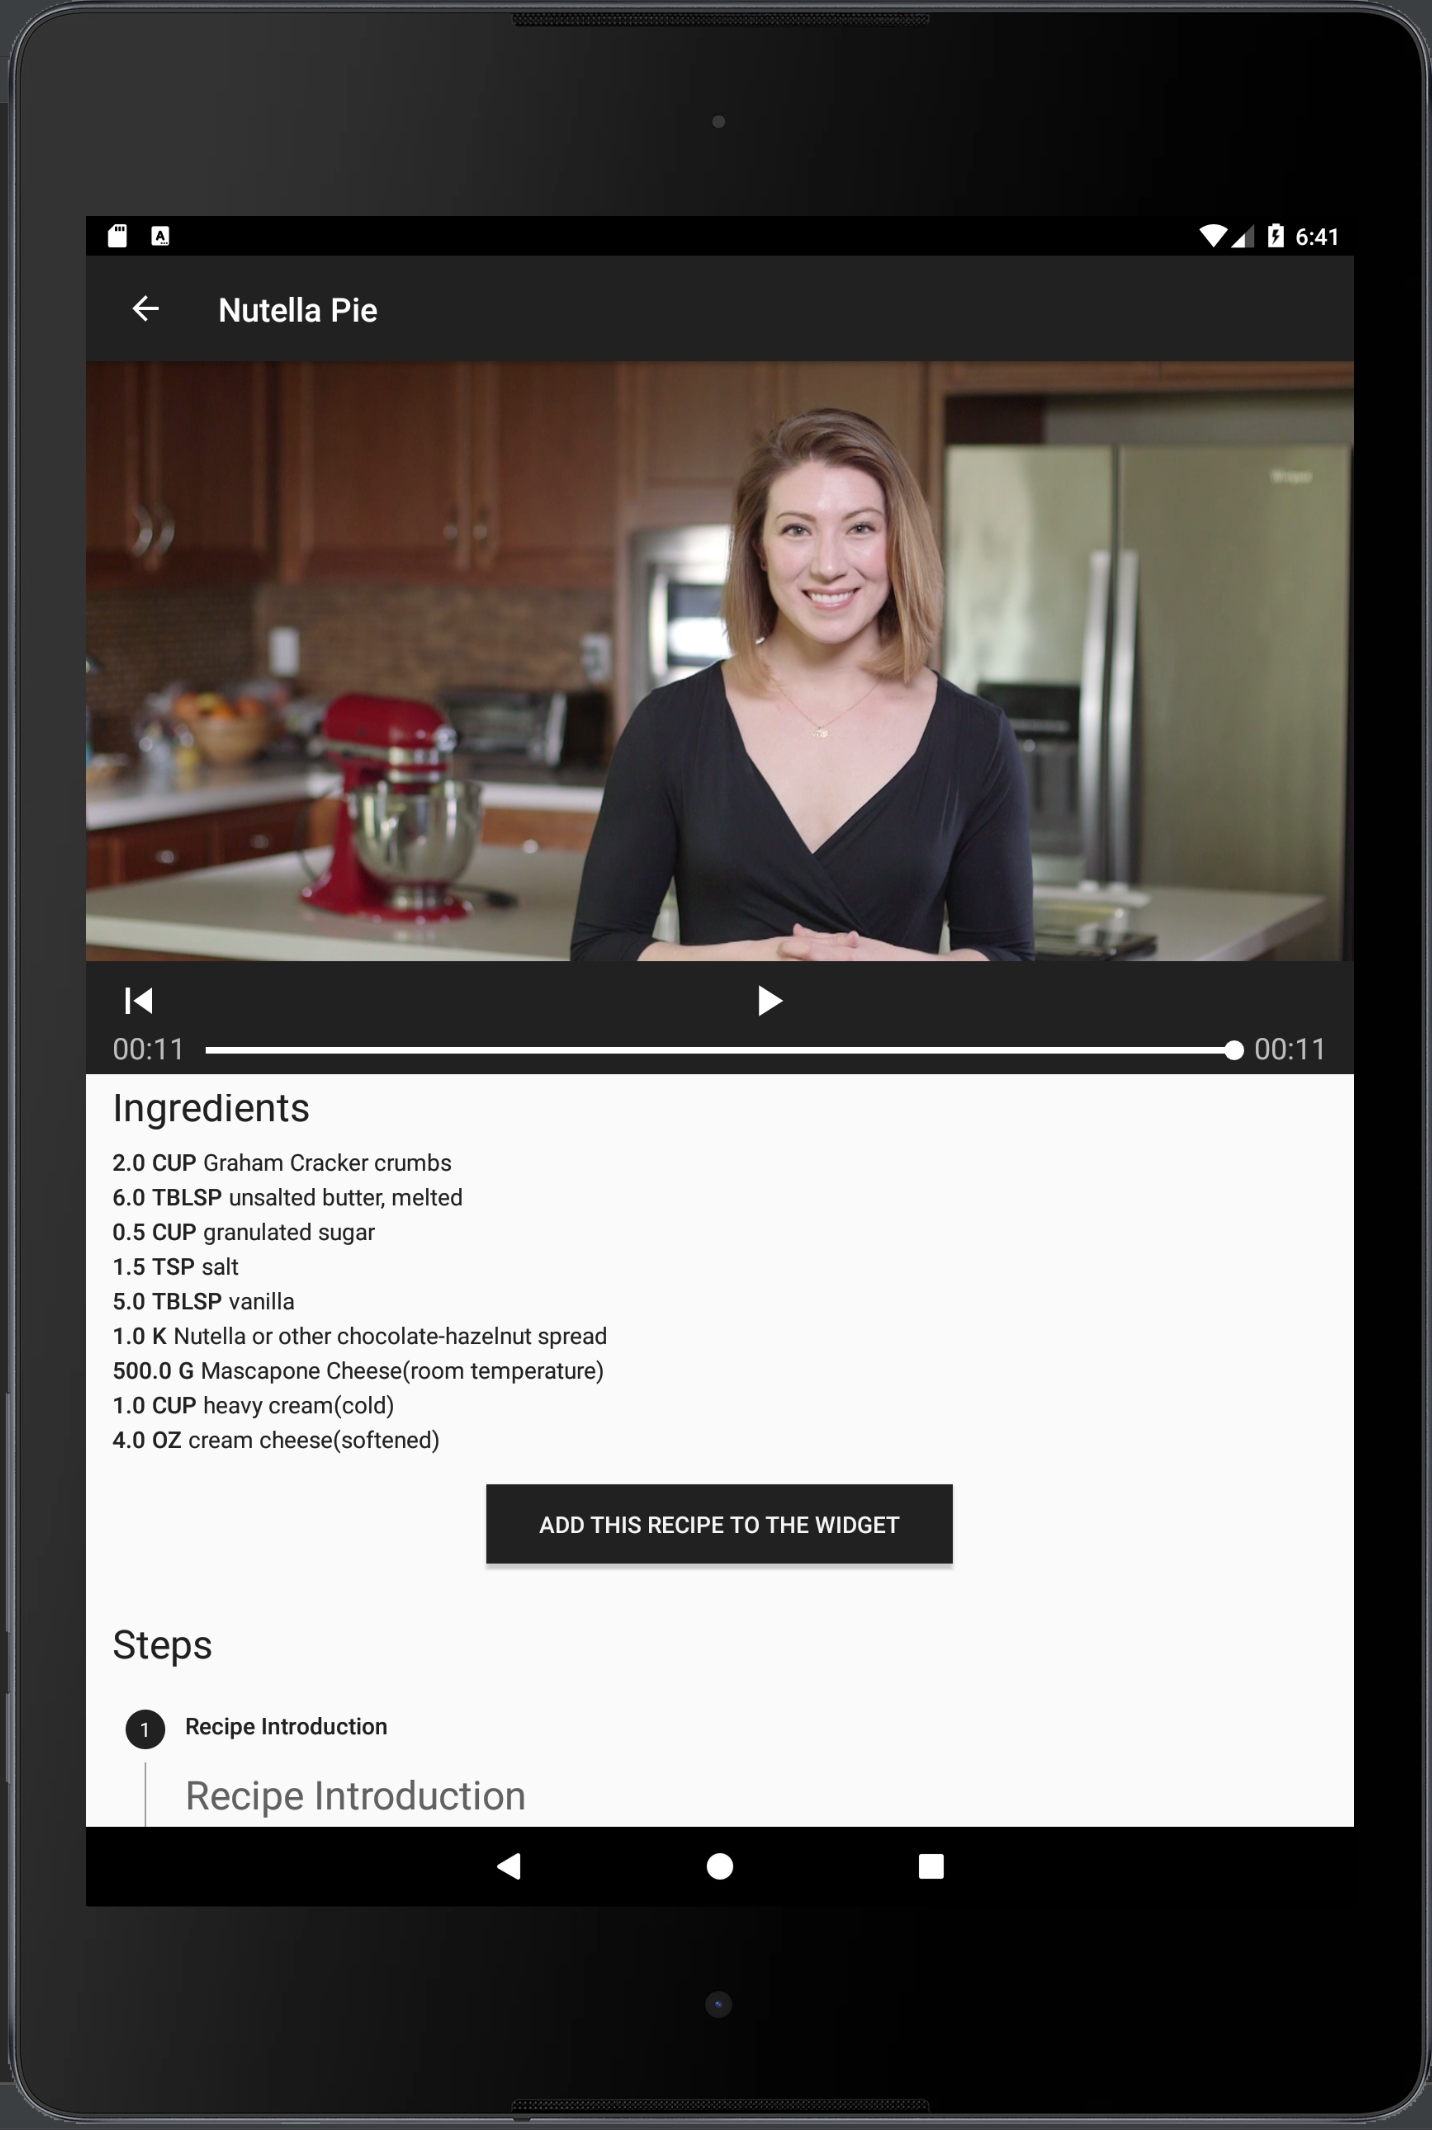 6:41
Nutella Pie
00:11 00:11
Ingredients
2.0 CUP Graham Cracker crumbs
6.0 TBLSP unsalted butter, melted
0.5 CUP granulated sugar
1.5 TSP salt
5.0 TBLSP vanilla
1.0 K Nutella or other chocolate-hazelnut spread
500.0 G Mascapone Cheese(room temperature)
1.0 CUP heavy cream(cold)
4.0 OZ cream cheese(softened)
ADD THIS RECIPE TO THE WIDGET
Steps
1 Recipe Introduction
Recipe Introduction